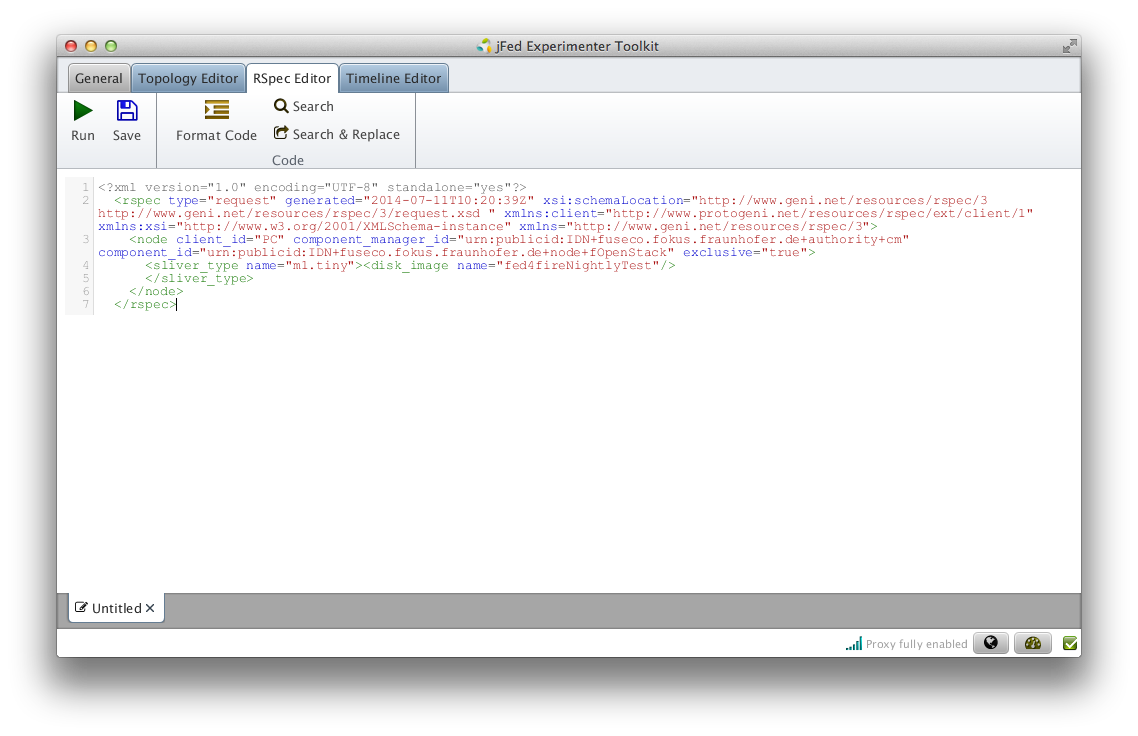 jFed Experimenter Toolkit
General Topology Editor RSpec Editor Timeline Editor
Run Save Format Code Search
Search & Replace
Code
1 <?xml version="1.0" encoding="UTF-8" standalone="yes"?>
2 <rspec type="request" generated="2014-07-11T10:20:39Z" xsi:schemaLocation="http://www.geni.net/resources/rspec/3
http://www.geni.net/resources/rspec/3/request.xsd " xmlns:client="http://www.protogeni.net/resources/rspec/ext/client/1"
xmlns:xsi="http://www.w3.org/2001/XMLSchema-instance" xmlns="http://www.geni.net/resources/rspec/3">
3 <node client_id="PC" component_manager_id="urn:publicid:IDN+fuseco.fokus.fraunhofer.de+authority+cm"
component_id="urn:publicid:IDN+fuseco.fokus.fraunhofer.de+node+fOpenStack" exclusive="true">
4 <sliver_type name="m1.tiny"><disk_image name="fed4fireNightlyTest"/>
5 </sliver_type>
6 </node>
7 </rspec>
Untitled
Proxy fully enabled